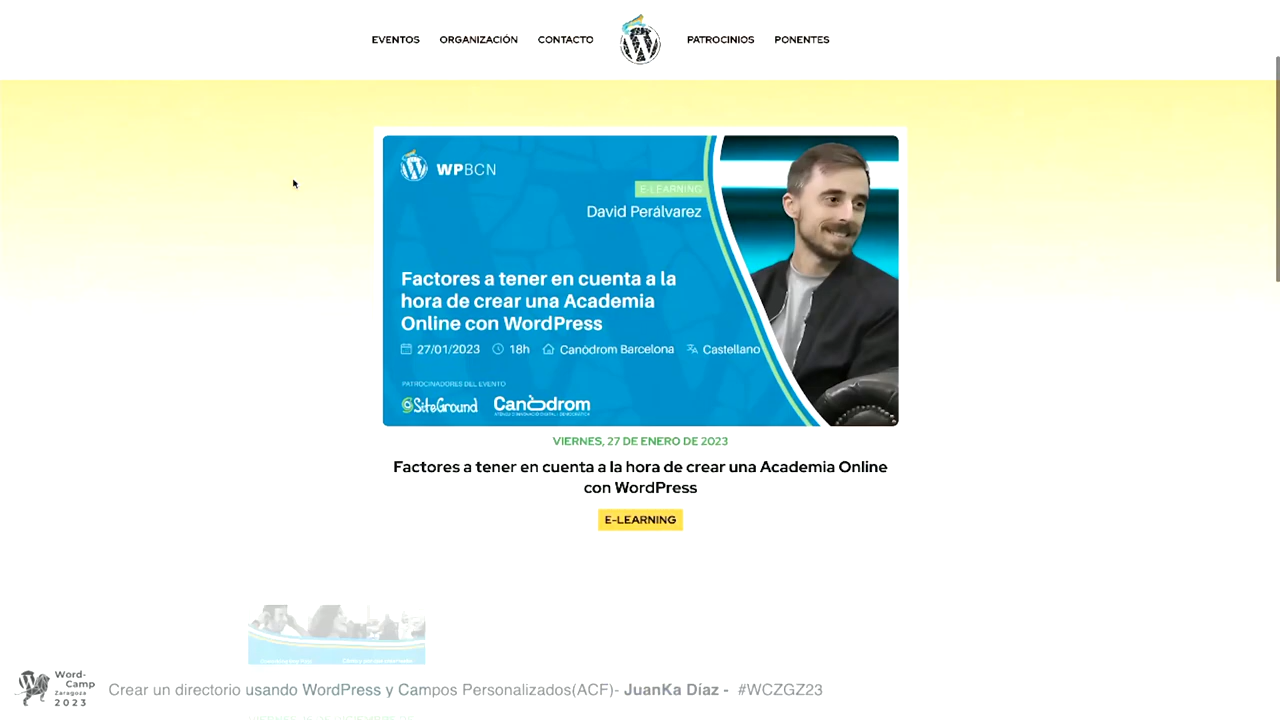 EVENTOS ORGANIZACIÓN CONTACTO PATROCINIOS PONENTES
WPBCN
E-LEARNING
David Perálvarez
Factores a tener en cuenta a la
hora de crear una Academia
Online con WordPress
27/01/2023 18h Canòdrom Barcelona Castellano
PATROCINADORES DEL EVENTO
SiteGround Canòdrom
VIERNES, 27 DE ENERO DE 2023
Factores a tener en cuenta a la hora de crear una Academia Online
con WordPress
E-LEARNING
Word-
Camp
Zaragoza
2023
Crear un directorio usando WordPress y Campos Personalizados(ACF)- JuanKa Díaz - #WCZGZ23